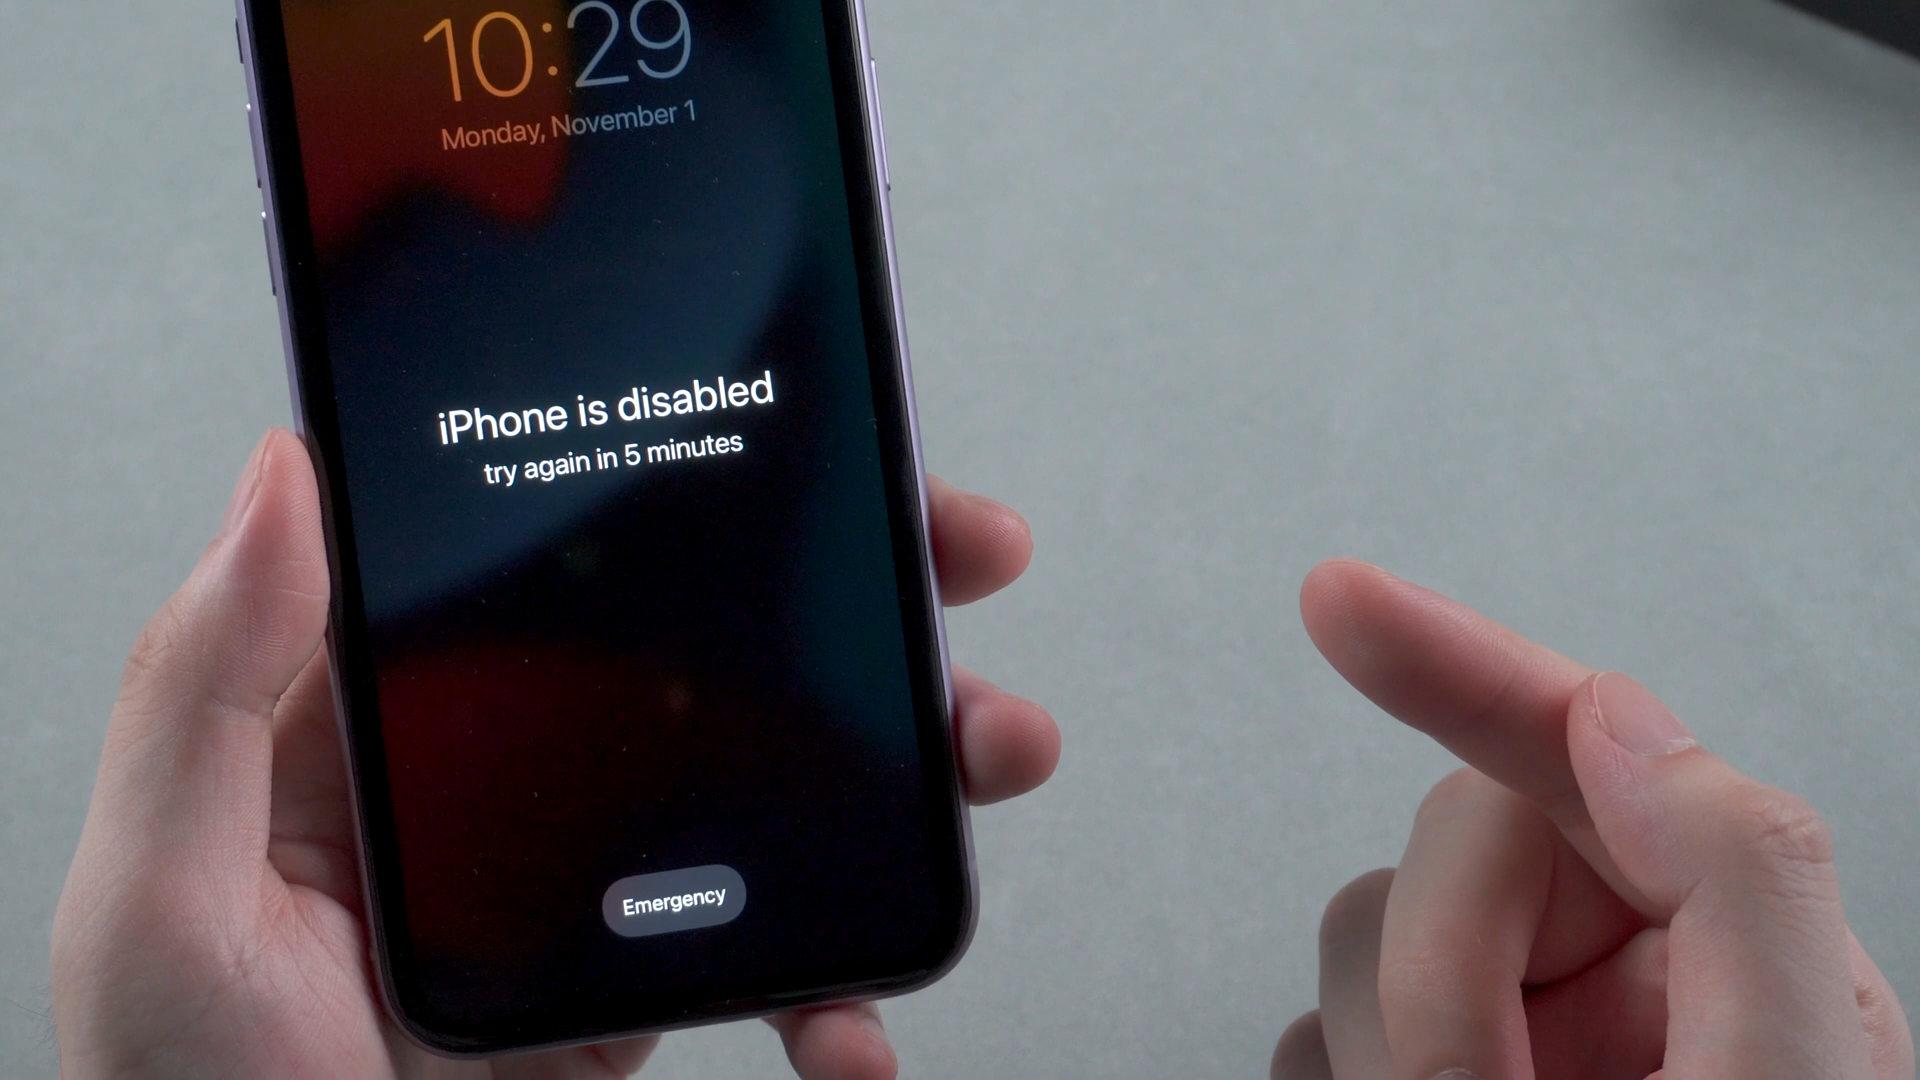 10:29
Monday, November 1
iPhone is disabled
try again in 5 minutes
Emergency